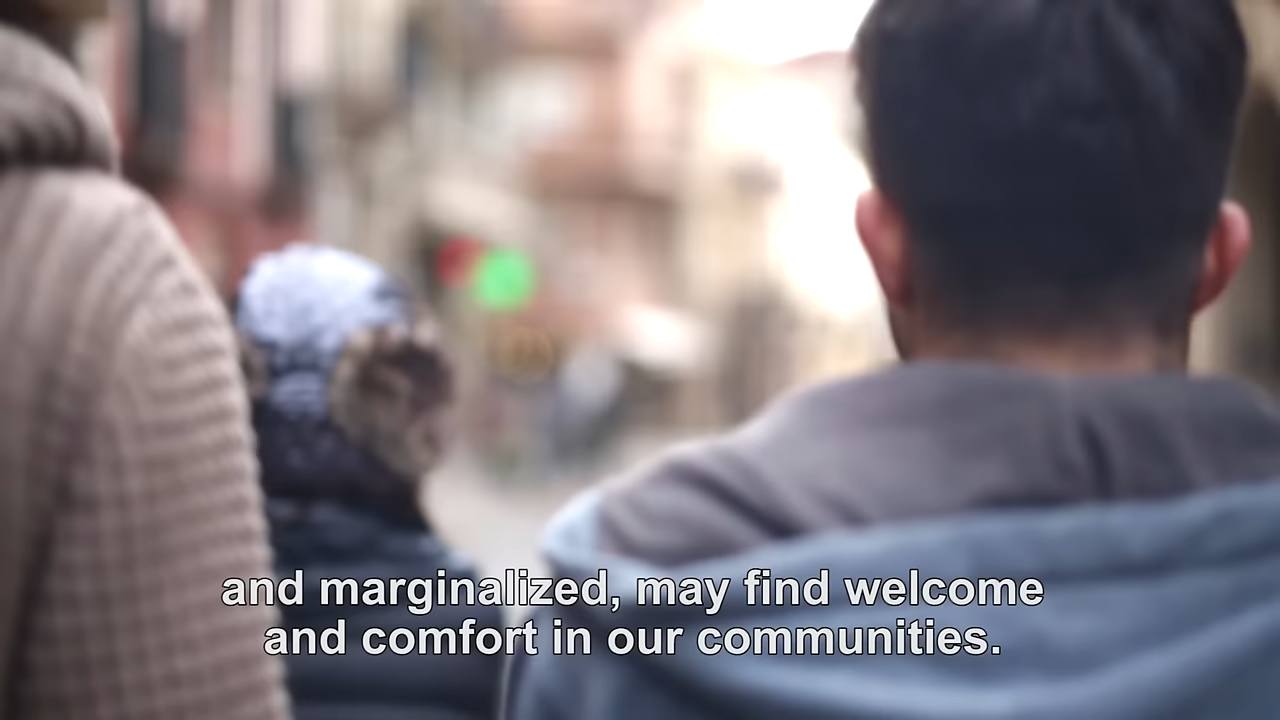 and marginalized, may find welcome
and comfort in our communities.